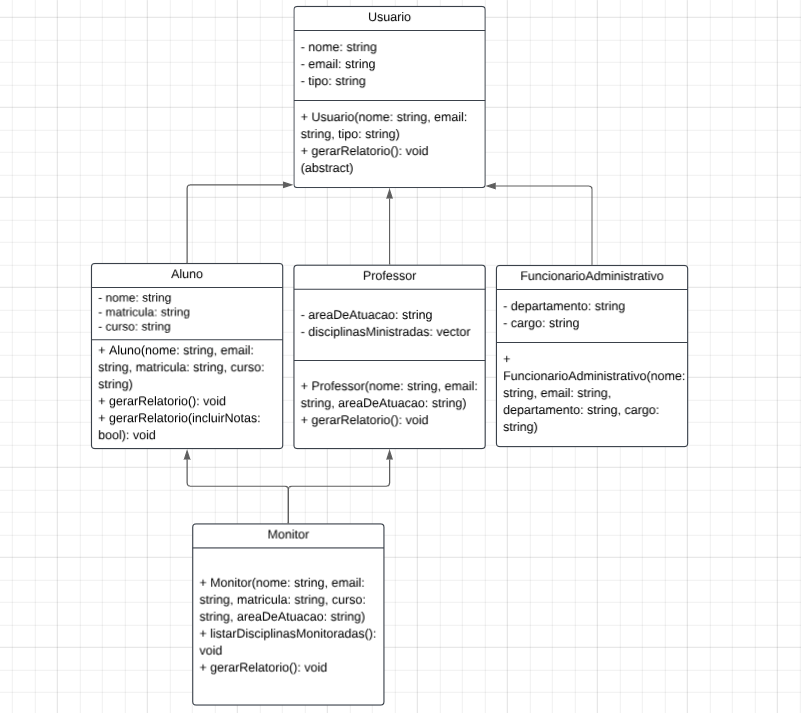 Usuario
- nome: string
- email: string
- tipo: string
+ Usuario(nome: string, email:
string, tipo: string)
+ gerarRelatorio(): void
(abstract)
Aluno
- nome: string
- matricula: string
- curso: string
+ Aluno(nome: string, email:
string, matricula: string, curso:
string)
+ gerarRelatorio(): void
+ gerarRelatorio(incluirNotas:
bool): void
Professor
- areaDeAtuacao: string
- disciplinasMinistradas: vector
+ Professor(nome: string, email:
string, areaDeAtuacao: string)
+ gerarRelatorio(): void
FuncionarioAdministrativo
- departamento: string
- cargo: string
+
FuncionarioAdministrativo(nome:
string, email: string,
departamento: string, cargo:
string)
Monitor
+ Monitor(nome: string, email:
string, matricula: string, curso:
string, areaDeAtuacao: string)
+ listarDisciplinasMonitoradas():
void
+ gerarRelatorio(): void